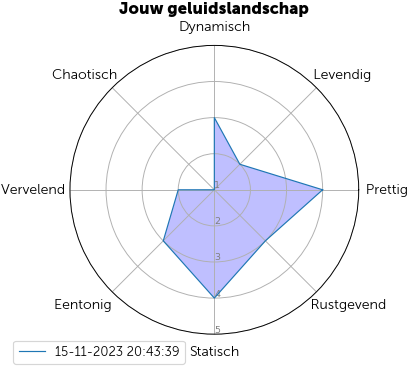 Jouw geluidslandschap
Dynamisch
Chaotisch
Levendig
Vervelend
1
Prettig
2
3
4
Eentonig
Rustgevend
5
15-11-2023 20:43:39
Statisch